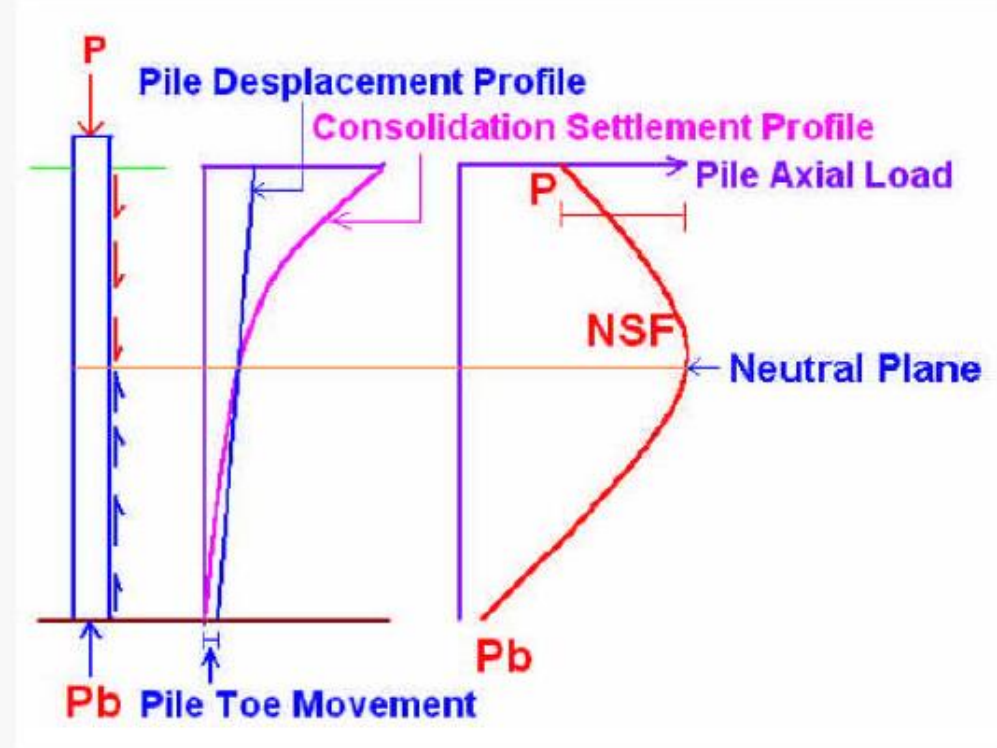 P
Pile Desplacement Profile
Consolidation Settlement Profile
Pile Axial Load
P
NSF
Neutral Plane
Pb
Pb
Pile Toe Movement